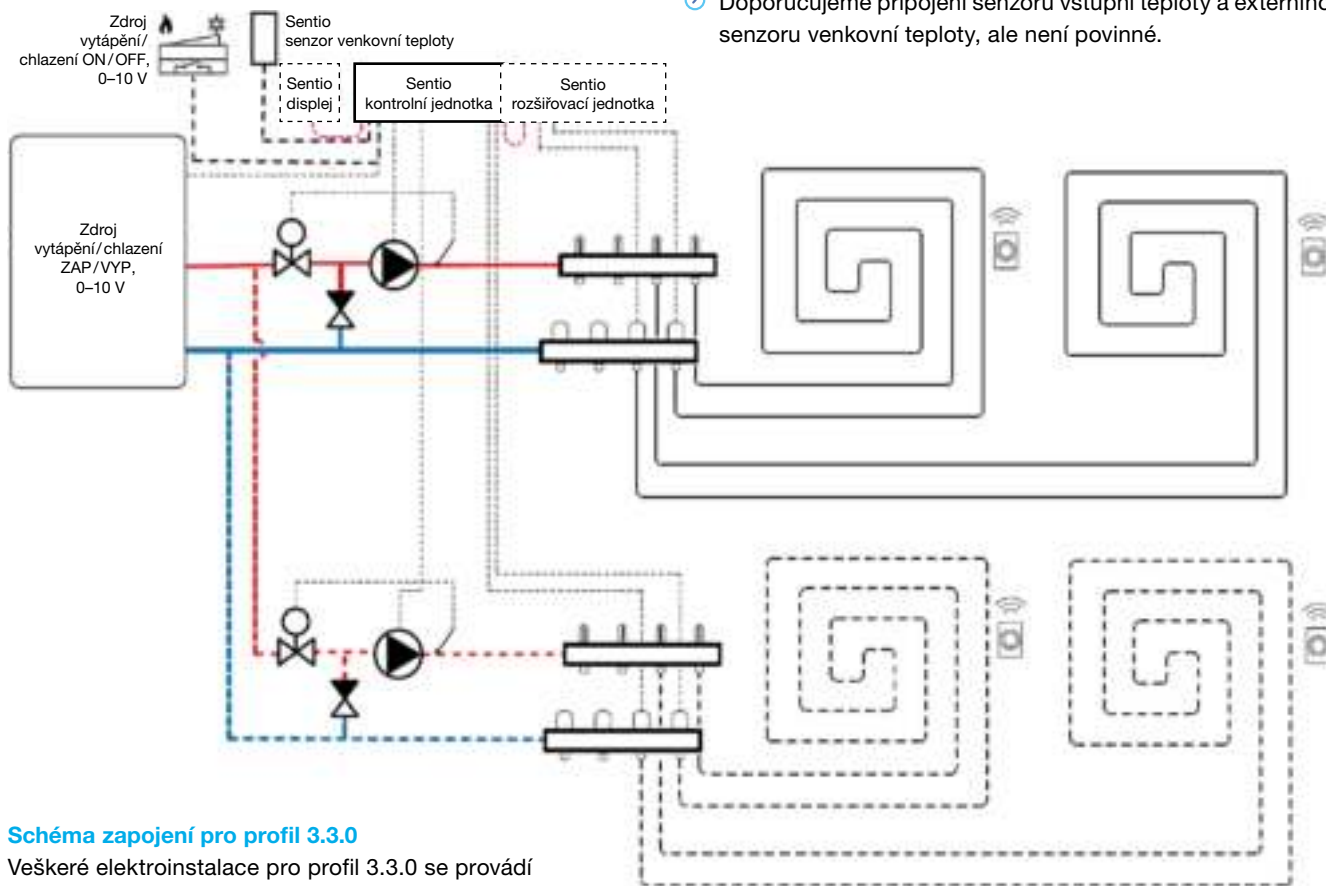 Doporučujeme připojení senzoru vstupní teploty a externího
senzoru venkovní teploty, ale není povinné.
Zdroj
vytápění/
chlazení ON/OFF,
0–10 V
Sentio
senzor venkovní teploty
Sentio
displej
Sentio
kontrolní jednotka
Sentio
rozšiřovací jednotka
Zdroj
vytápění/chlazení
ZAP/VYP,
0–10 V
Schéma zapojení pro profil 3.3.0
Veškeré elektroinstalace pro profil 3.3.0 se provádí